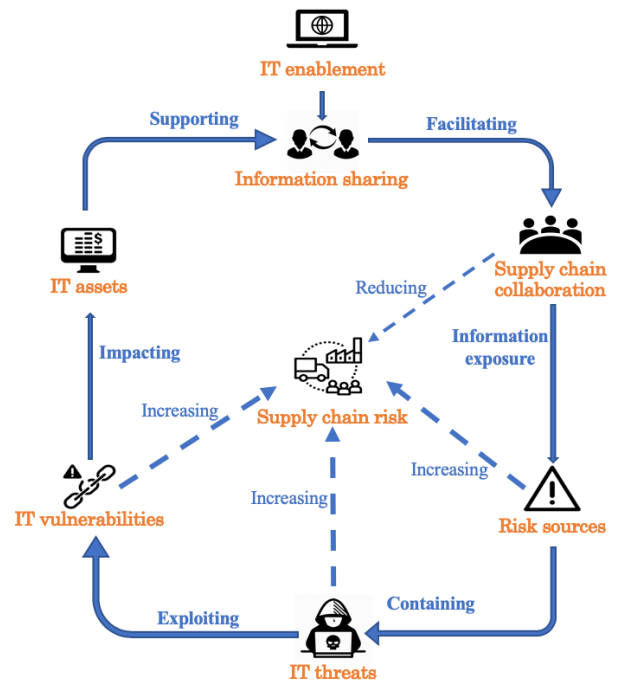 IT enablement
Supporting
Facilitating
Information sharing
$
IT assets
Supply chain
collaboration
Reducing
Impacting
Information
exposure
Increasing
Supply chain risk
Increasing
Increasing
IT vulnerabilities
Risk sources
Containing
Exploiting
IT threats